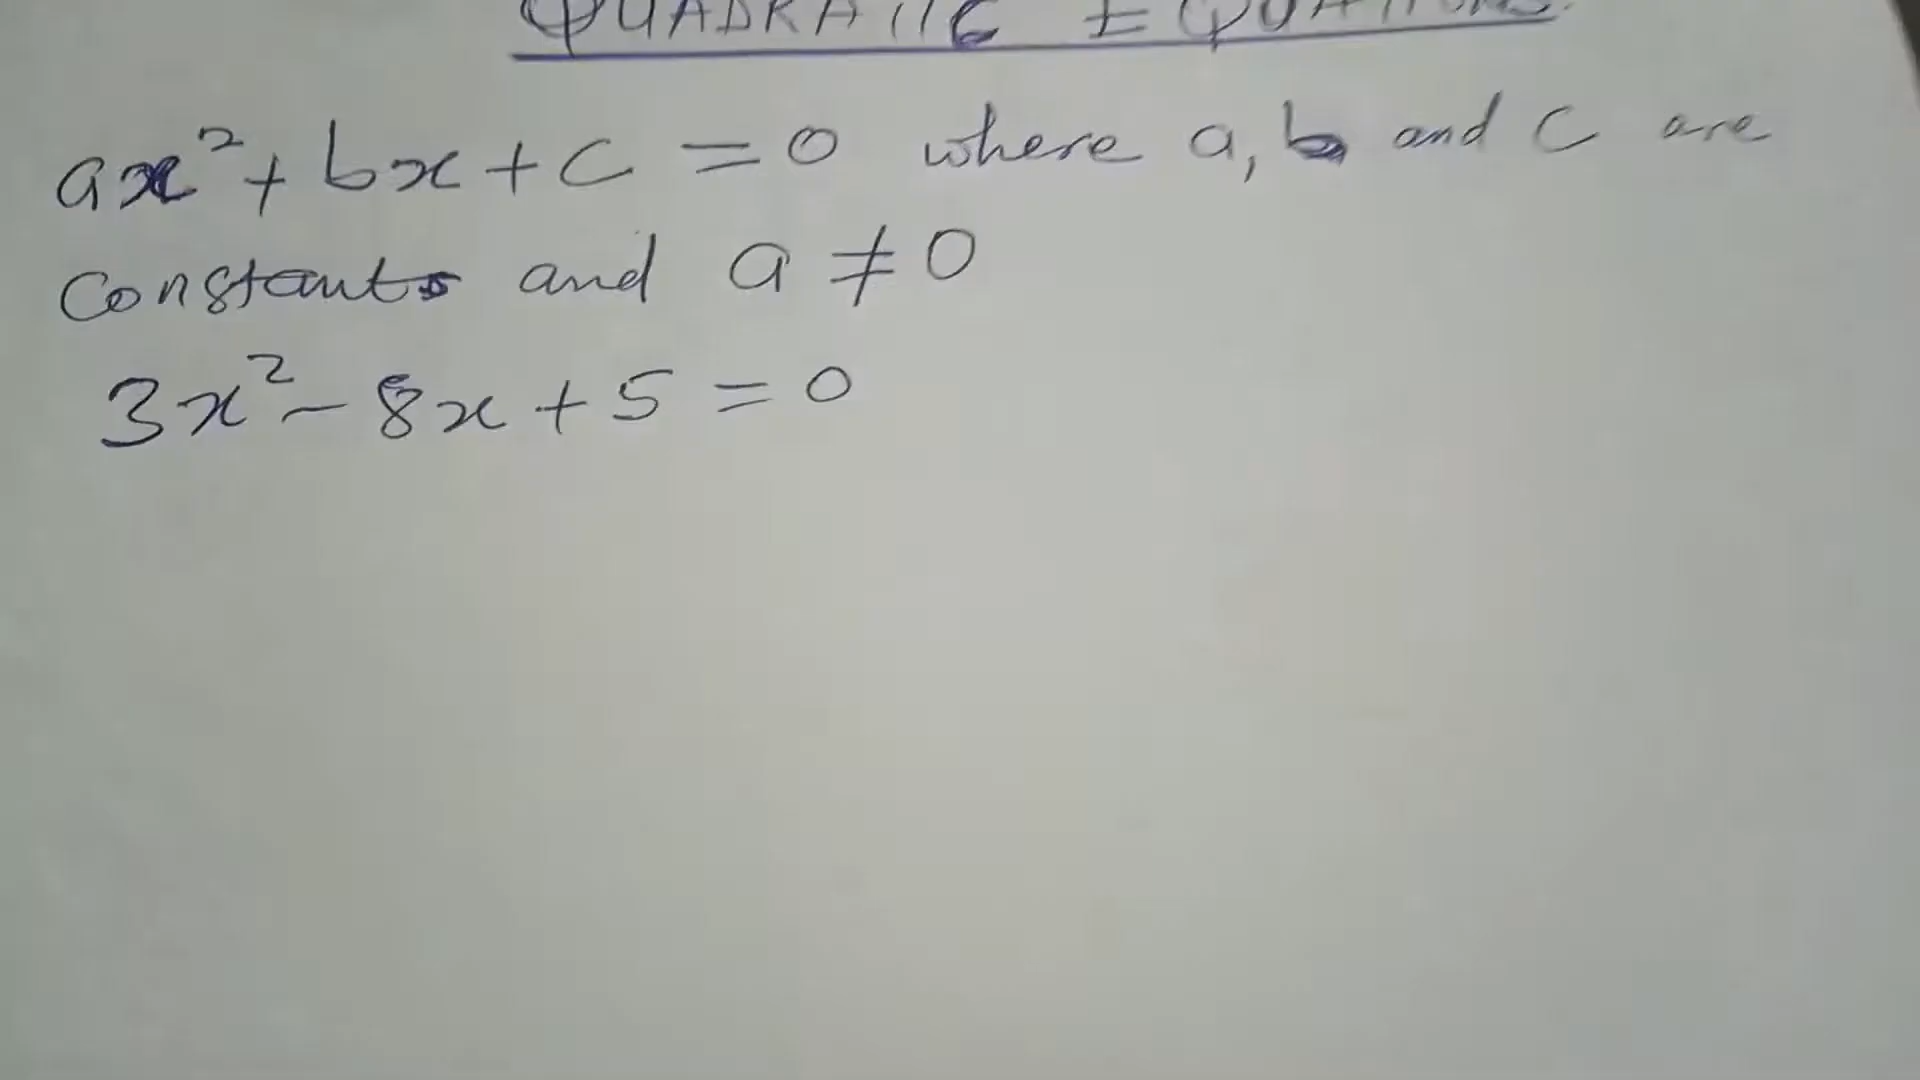 QUADRATIC EQUATIONS.
ax² + bx + c = 0 where a, b and c are
constants and a ≠ 0
3x² - 8x + 5 = 0